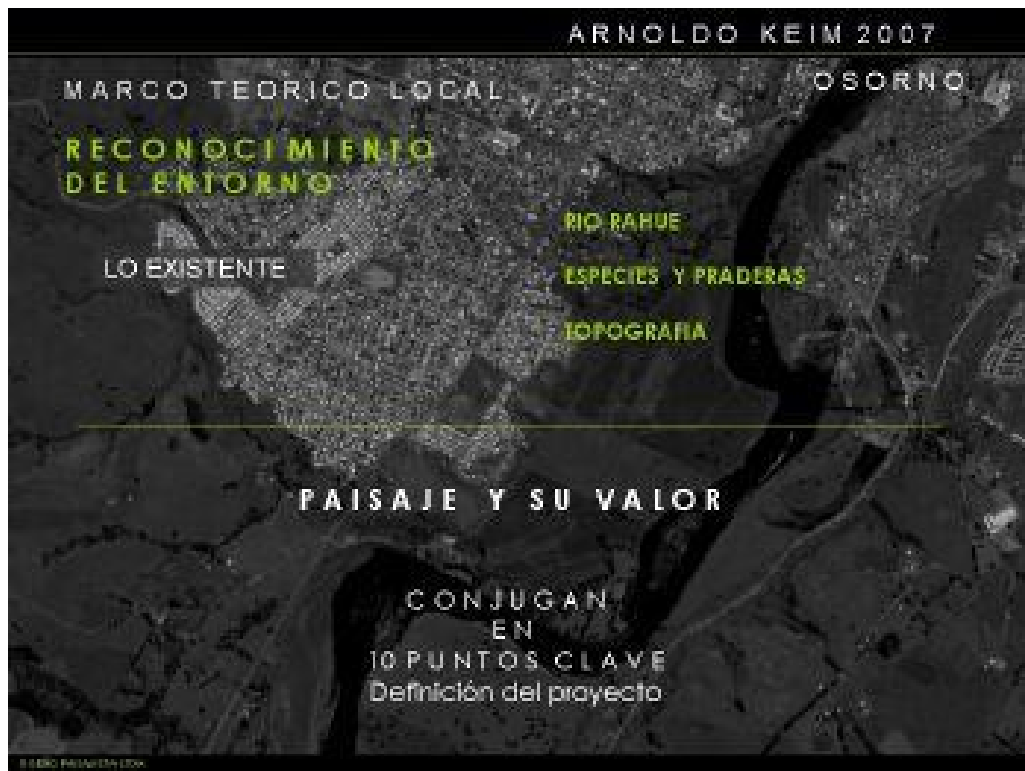 ARNOLDO KEIM 2007
OSORNO
MARCO TEORICO LOCAL
RECONOCIMIENTO
DEL ENTORNO
RIO RAHUE
LO EXISTENTE
ESPECIES Y PRADERAS
TOPOGRAFIA
PAISAJE Y SU VALOR
CONJUGAN
EN
10 PUNTOS CLAVE
Definición del proyecto